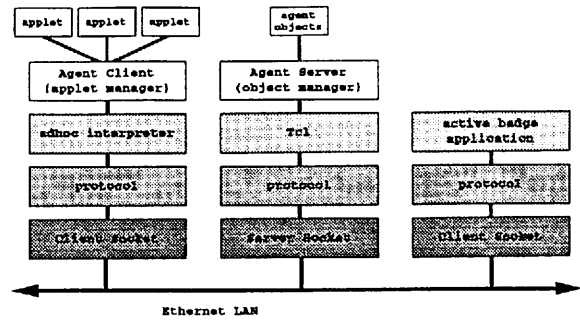 applet applet applet
agent objects
Agent Client
(applet manager)
Agent Server
(object manager)
adhoc interpreter
Tcl
active badge
application
protocol
protocol
protocol
Client Socket
Server Socket
Client Socket
Ethernet LAN